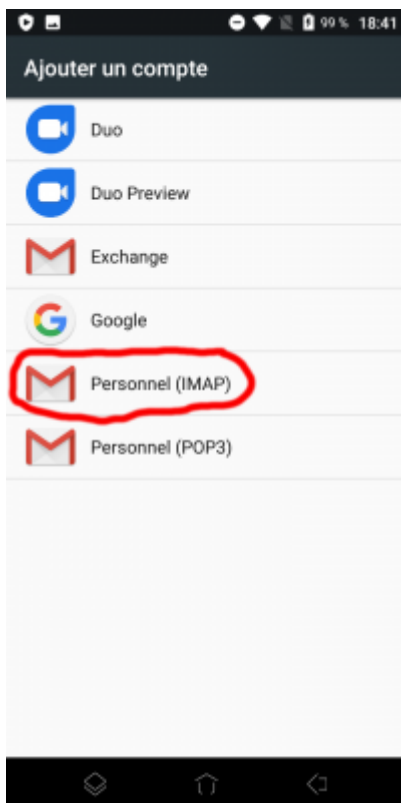 99 % 18:41
Ajouter un compte
Duo
Duo Preview
Exchange
Google
Personnel (IMAP)
Personnel (POP3)